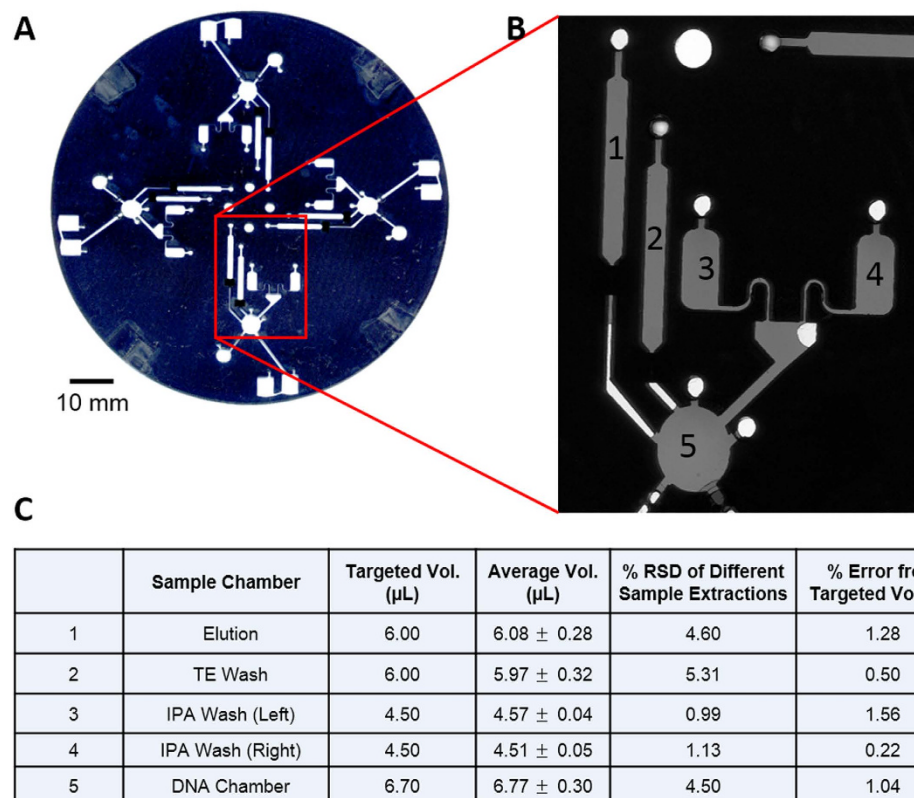 A
B
10 mm
1
2
3
4
5
C
Sample Chamber
Targeted Vol. (µL)
Average Vol. (µL)
% RSD of Different Sample Extractions
% Error
Targeted
1 Elution 6.00 6.08 ± 0.28 4.60 1.28
2 TE Wash 6.00 5.97 ± 0.32 5.31 0.50
3 IPA Wash (Left) 4.50 4.57 ± 0.04 0.99 1.56
4 IPA Wash (Right) 4.50 4.51 ± 0.05 1.13 0.22
5 DNA Chamber 6.70 6.77 ± 0.30 4.50 1.04